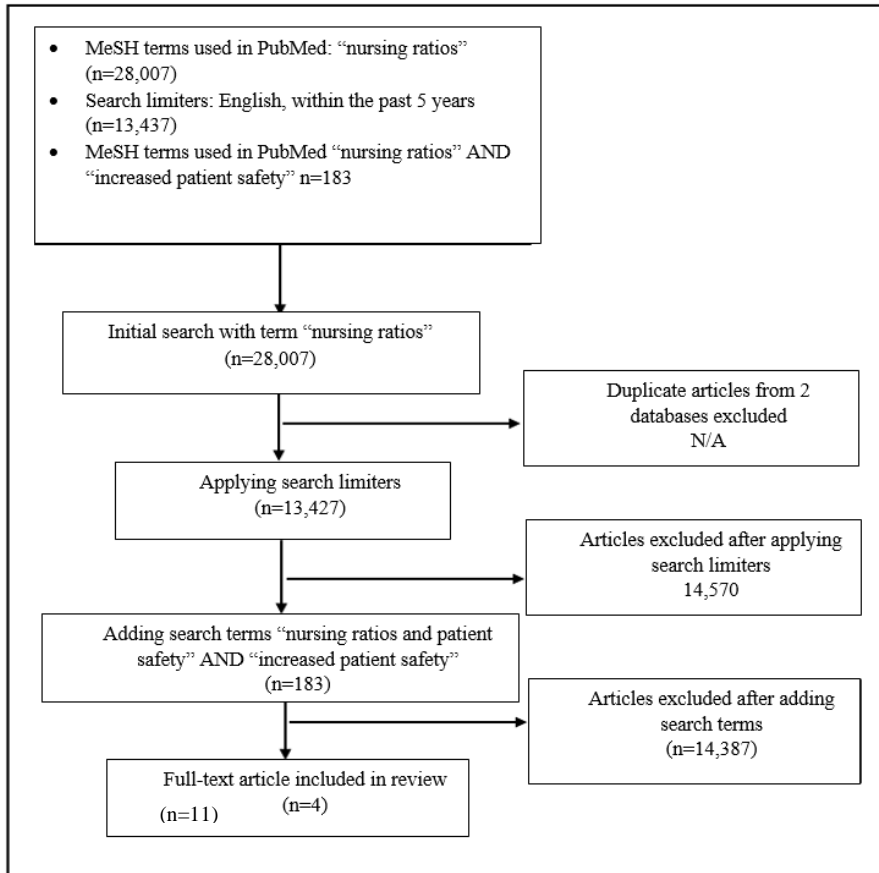 • MeSH terms used in PubMed: “nursing ratios”
(n=28,007)
• Search limiters: English, within the past 5 years
(n=13,437)
• MeSH terms used in PubMed “nursing ratios” AND
“increased patient safety” n=183
Initial search with term “nursing ratios”
(n=28,007)
Duplicate articles from 2
databases excluded
N/A
Applying search limiters
(n=13,427)
Articles excluded after applying
search limiters
14,570
Adding search terms “nursing ratios and patient
safety” AND “increased patient safety”
(n=183)
Articles excluded after adding
search terms
(n=14,387)
Full-text article included in review
(n=11) (n=4)